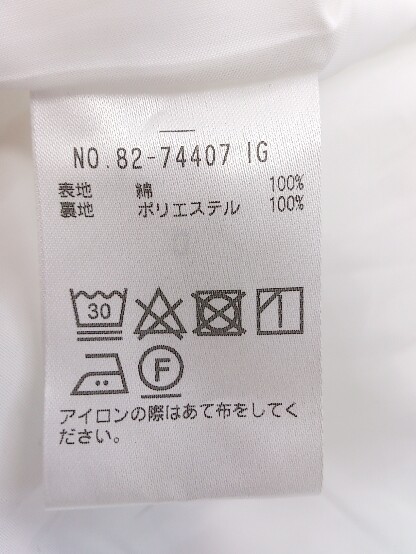 NO.82-74407 IG
表地 綿 100%
裏地 ポリエステル 100%
30
F
アイロンの際はあて布をしてく
ださい。